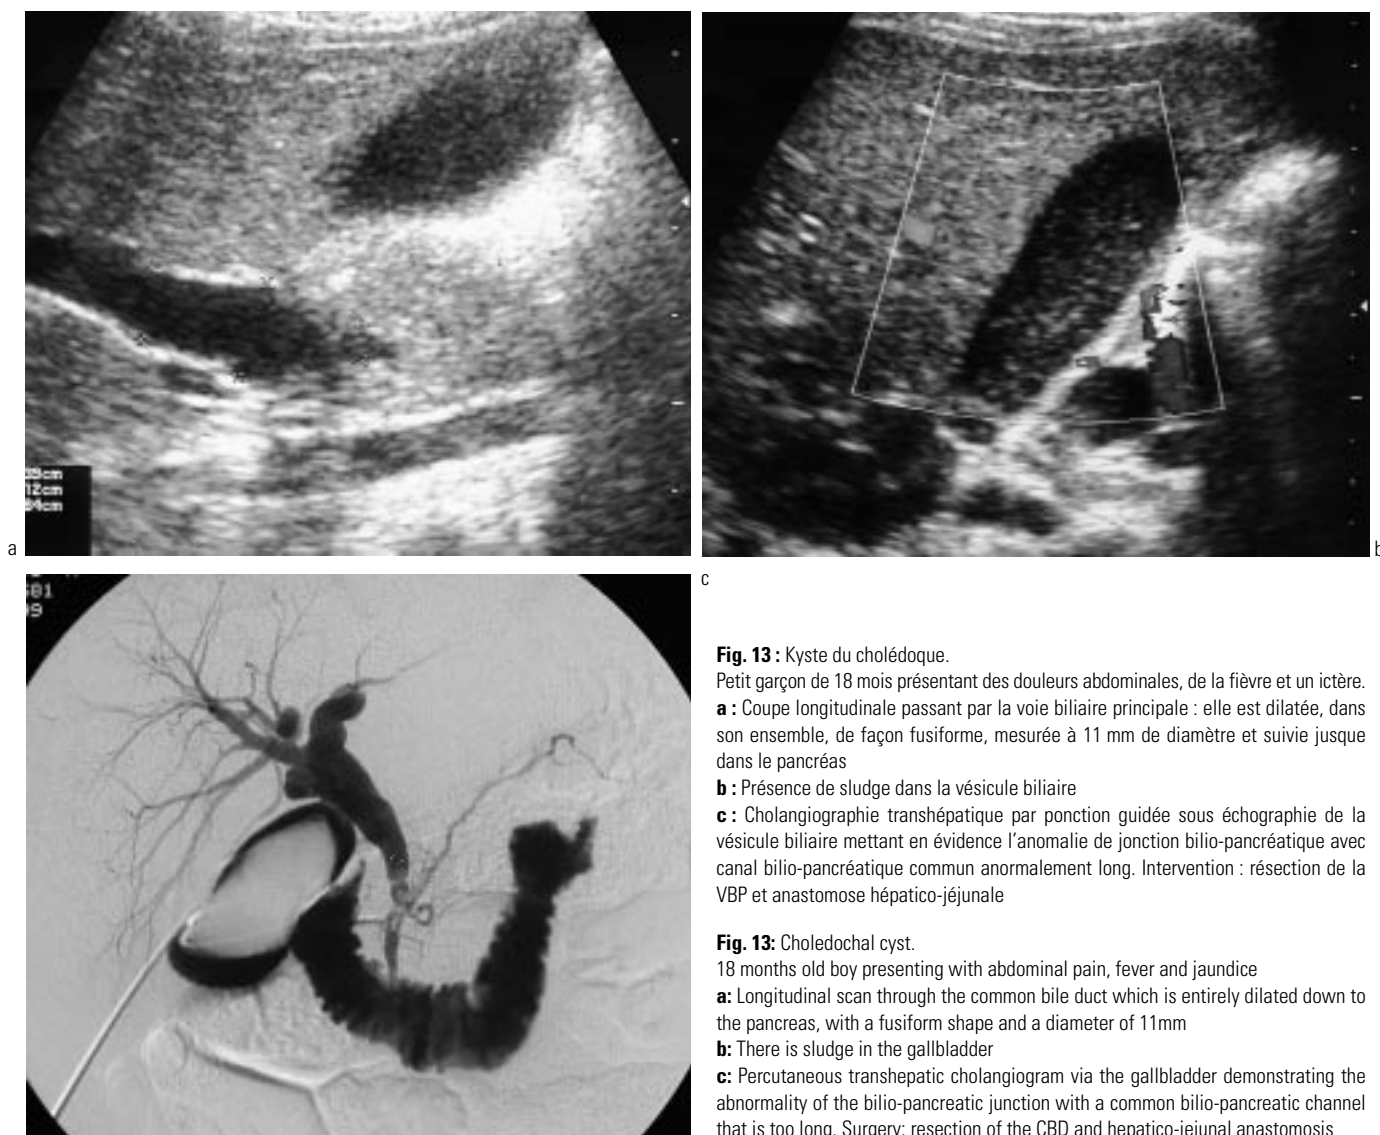 a
b
c
Fig. 13 : Kyste du cholédoque.
Petit garçon de 18 mois présentant des douleurs abdominales, de la fièvre et un ictère.
a : Coupe longitudinale passant par la voie biliaire principale : elle est dilatée, dans
son ensemble, de façon fusiforme, mesurée à 11 mm de diamètre et suivie jusque
dans le pancréas
b : Présence de sludge dans la vésicule biliaire
c : Cholangiographie transhépatique par ponction guidée sous échographie de la
vésicule biliaire mettant en évidence l'anomalie de jonction bilio-pancréatique avec
canal bilio-pancréatique commun anormalement long. Intervention : résection de la
VBP et anastomose hépatico-jéjunale
Fig. 13: Choledochal cyst.
18 months old boy presenting with abdominal pain, fever and jaundice
a: Longitudinal scan through the common bile duct which is entirely dilated down to
the pancreas, with a fusiform shape and a diameter of 11mm
b: There is sludge in the gallbladder
c: Percutaneous transhepatic cholangiogram via the gallbladder demonstrating the
abnormality of the bilio-pancreatic junction with a common bilio-pancreatic channel
that is too long. Surgery: resection of the CBD and hepatico-jejunal anastomosis